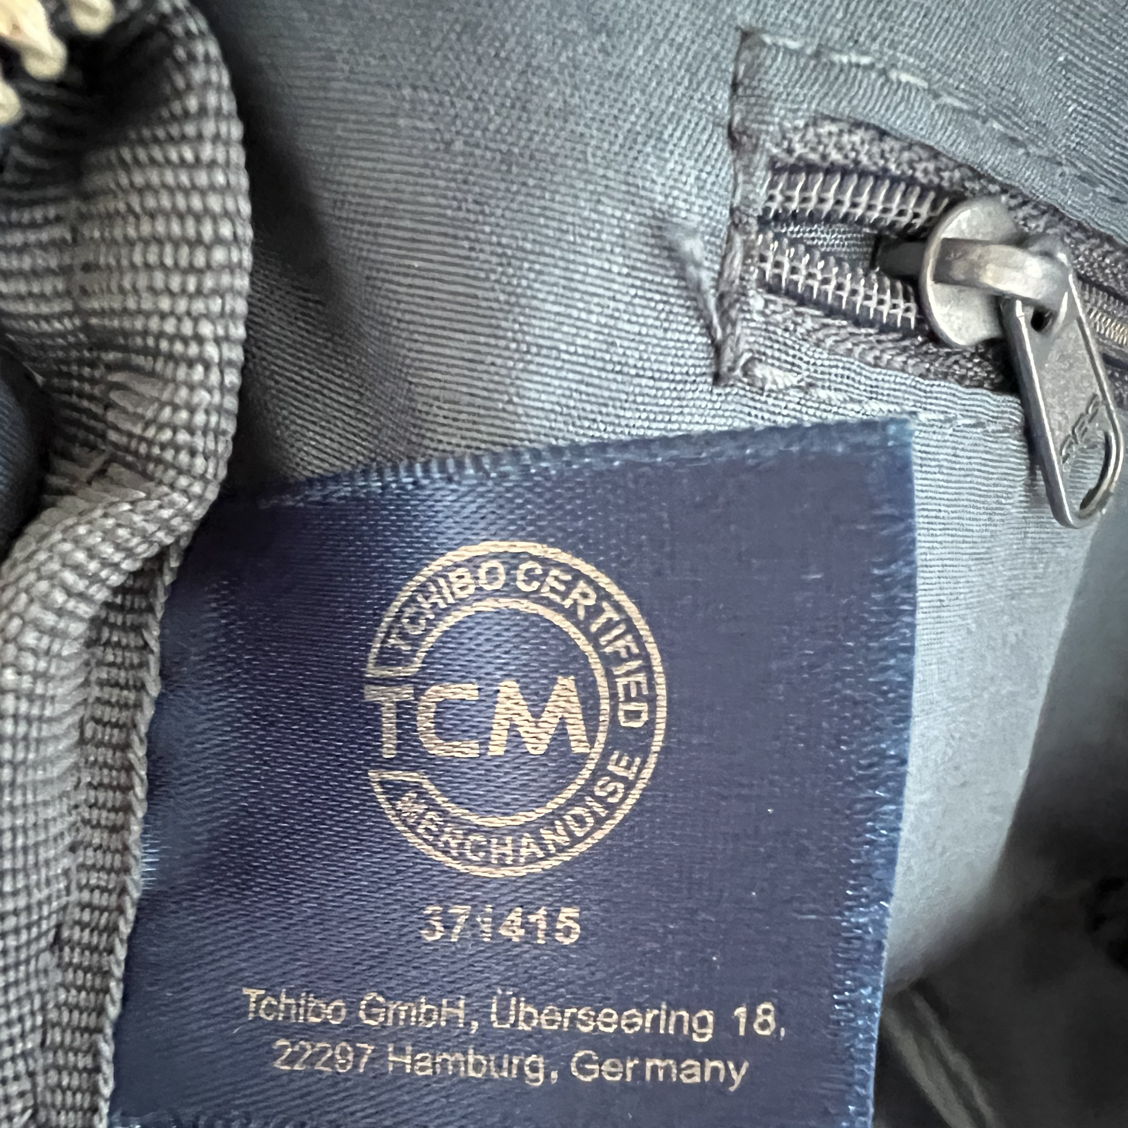 TCHIBO CERTIFIED
TCM
MERCHANDISE
371415
Tchibo GmbH, Überseering 18,
22297 Hamburg, Germany